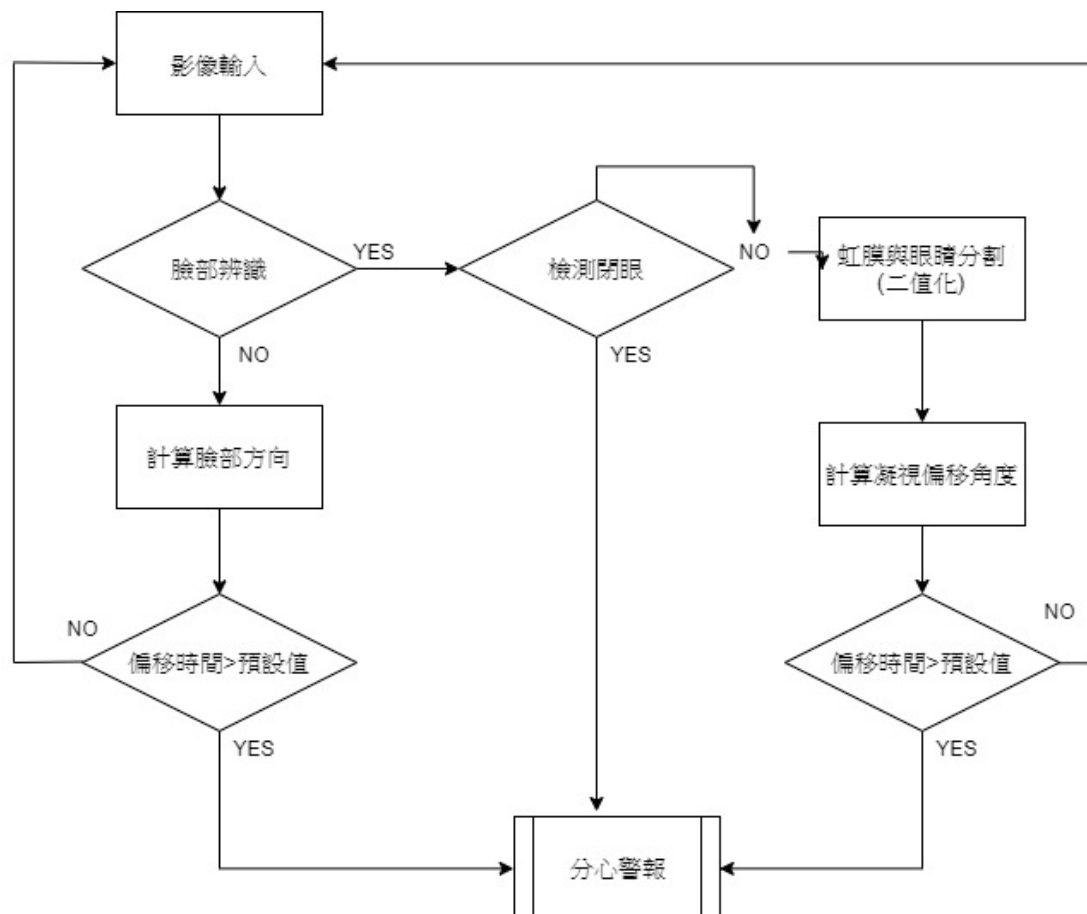 影像輸入
臉部辨識
YES
檢測閉眼
NO
虹膜與眼睛分割
(二值化)
NO
YES
計算臉部方向
計算凝視偏移角度
NO
偏移時間>預設值
YES
NO
偏移時間>預設值
YES
分心警報